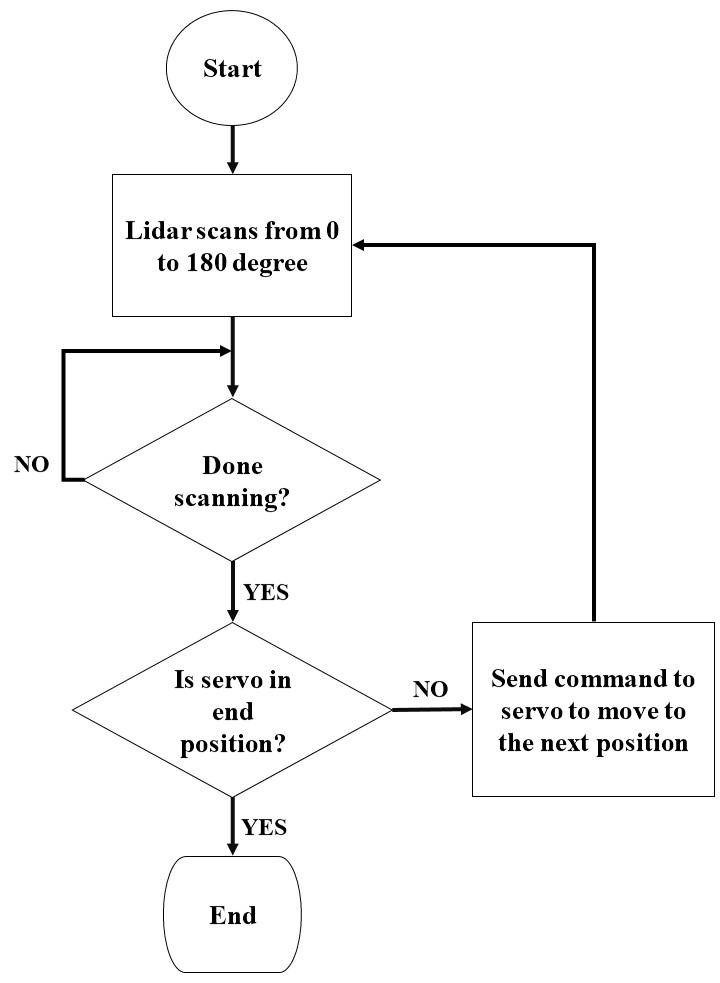 Start
Lidar scans from 0
to 180 degree
NO
Done
scanning?
YES
Is servo in
end
position?
NO
Send command to
servo to move to
the next position
YES
End